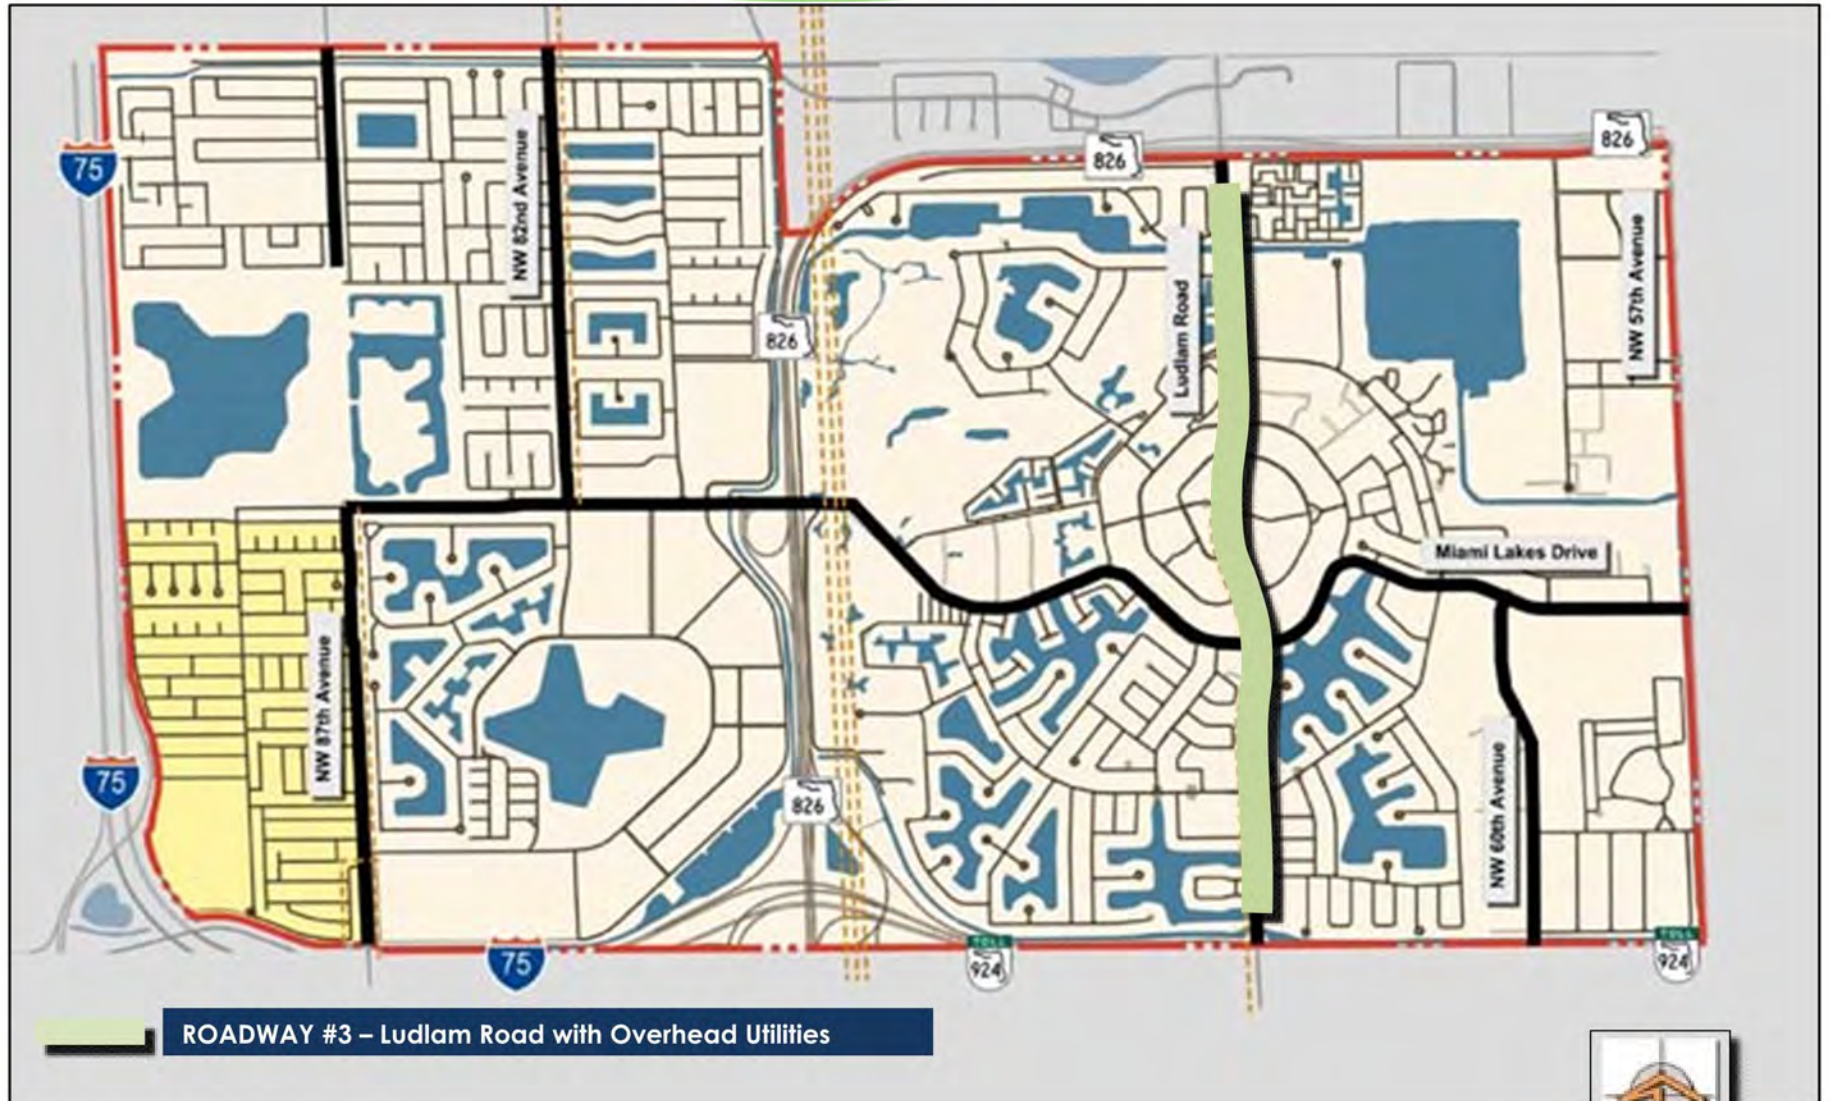 826
826
75
NW 82nd Avenue
NW 57th Avenue
Ludlam Road
826
Miami Lakes Drive
NW 87th Avenue
NW 60th Avenue
75
826
TOLL
924
TOLL
924
75
ROADWAY #3 – Ludlam Road with Overhead Utilities